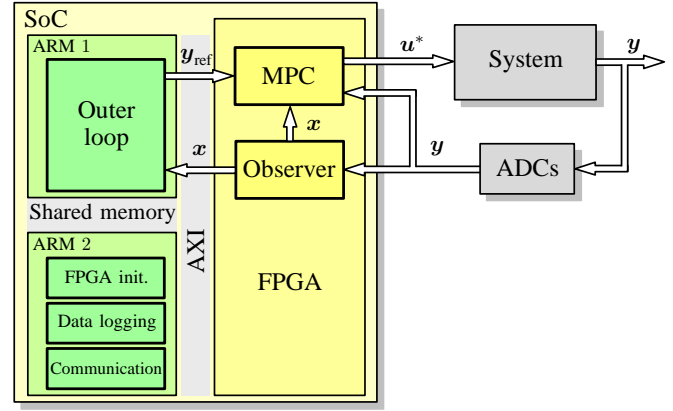 SoC
ARM 1
Outer
loop
y_ref
MPC
u*
System
y
x
x
Observer
y
ADCs
Shared memory
AXI
ARM 2
FPGA init.
Data logging
Communication
FPGA